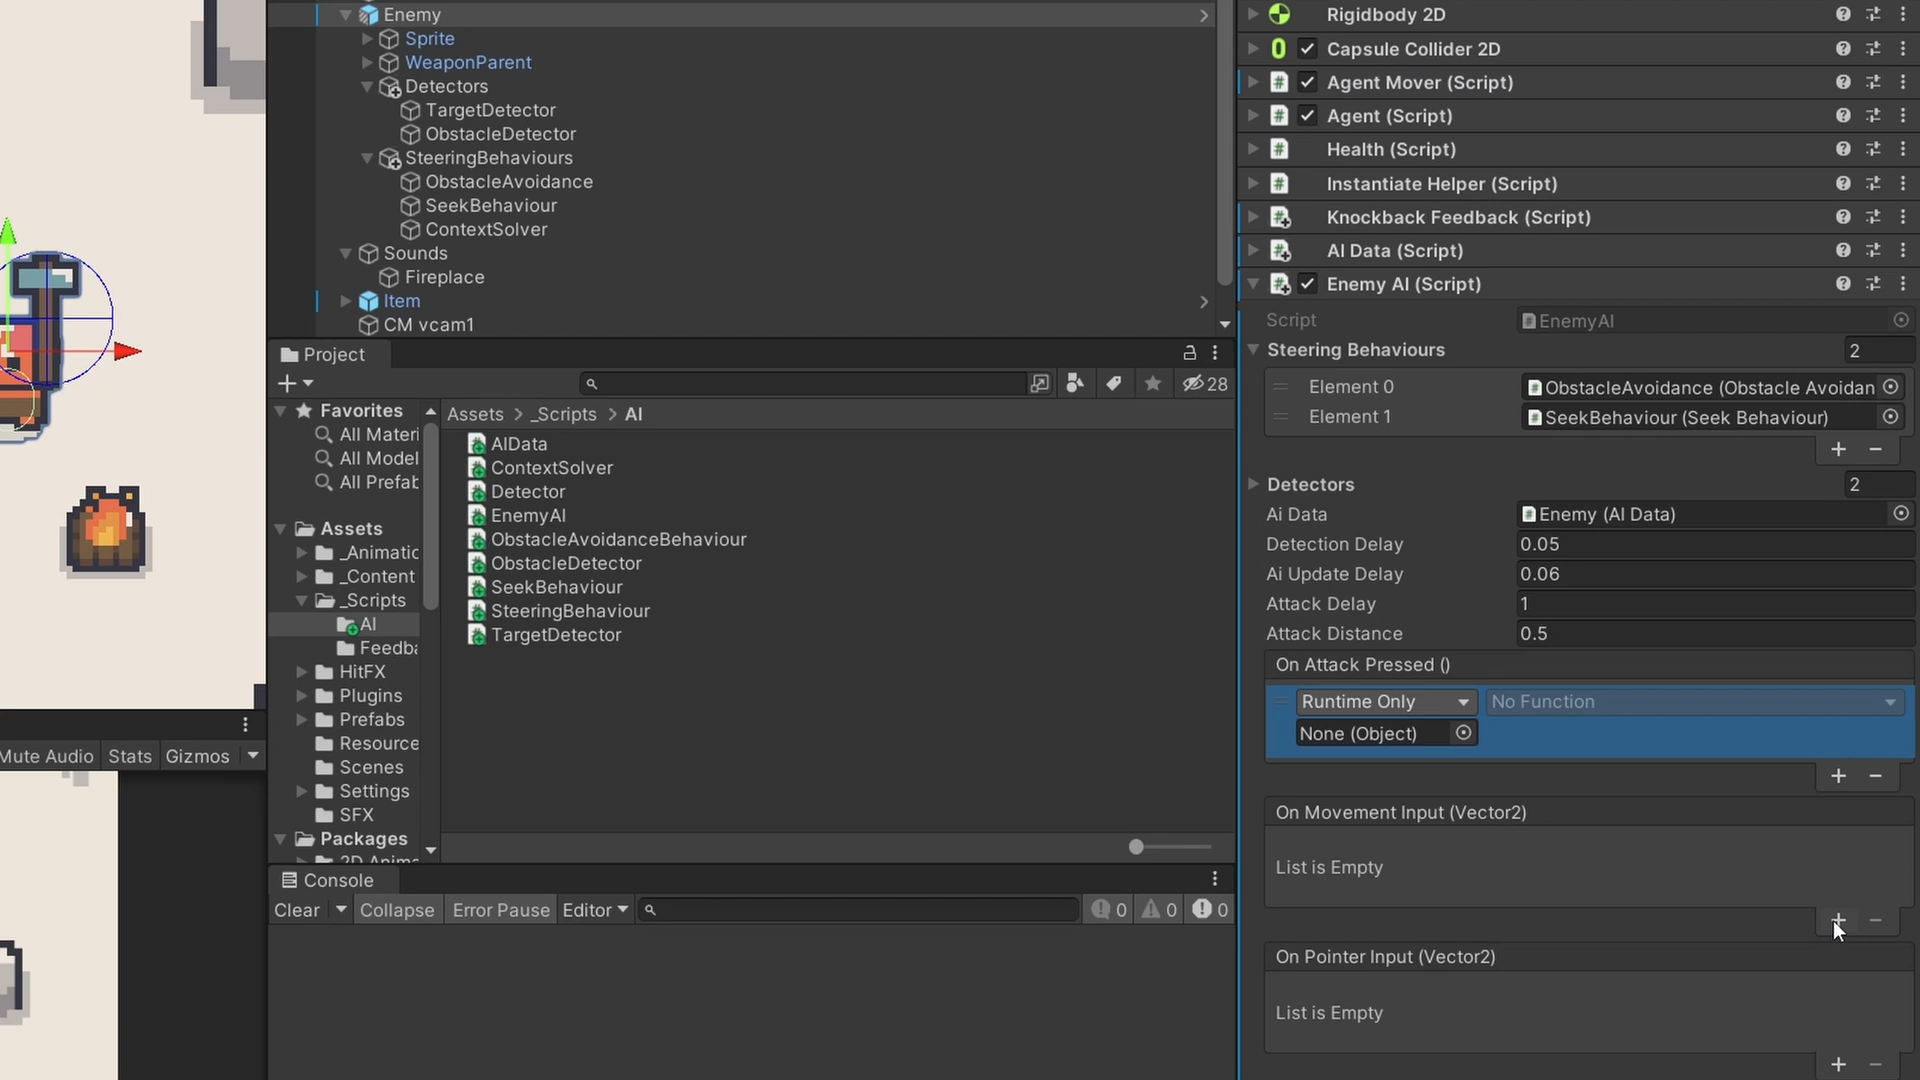 Enemy
Sprite
WeaponParent
Detectors
TargetDetector
ObstacleDetector
SteeringBehaviours
ObstacleAvoidance
SeekBehaviour
ContextSolver
Sounds
Fireplace
Item
CM vcam1
Project
28
Favorites
All Materi
All Model
All Prefab
Assets
_Animatic
_Content
_Scripts
AI
Feedba
HitFX
Plugins
Prefabs
Resource
Scenes
Settings
SFX
Packages
2D Anima
Assets > _Scripts > AI
AIData
ContextSolver
Detector
EnemyAI
ObstacleAvoidanceBehaviour
ObstacleDetector
SeekBehaviour
SteeringBehaviour
TargetDetector
Mute Audio Stats Gizmos
Console
Clear Collapse Error Pause Editor 0 0 0
Rigidbody 2D
Capsule Collider 2D
Agent Mover (Script)
Agent (Script)
Health (Script)
Instantiate Helper (Script)
Knockback Feedback (Script)
AI Data (Script)
Enemy AI (Script)
Script EnemyAI
Steering Behaviours 2
Element 0 ObstacleAvoidance (Obstacle Avoidan
Element 1 SeekBehaviour (Seek Behaviour)
Detectors 2
Ai Data Enemy (AI Data)
Detection Delay 0.05
Ai Update Delay 0.06
Attack Delay 1
Attack Distance 0.5
On Attack Pressed ()
Runtime Only No Function
None (Object)
On Movement Input (Vector2)
List is Empty
On Pointer Input (Vector2)
List is Empty